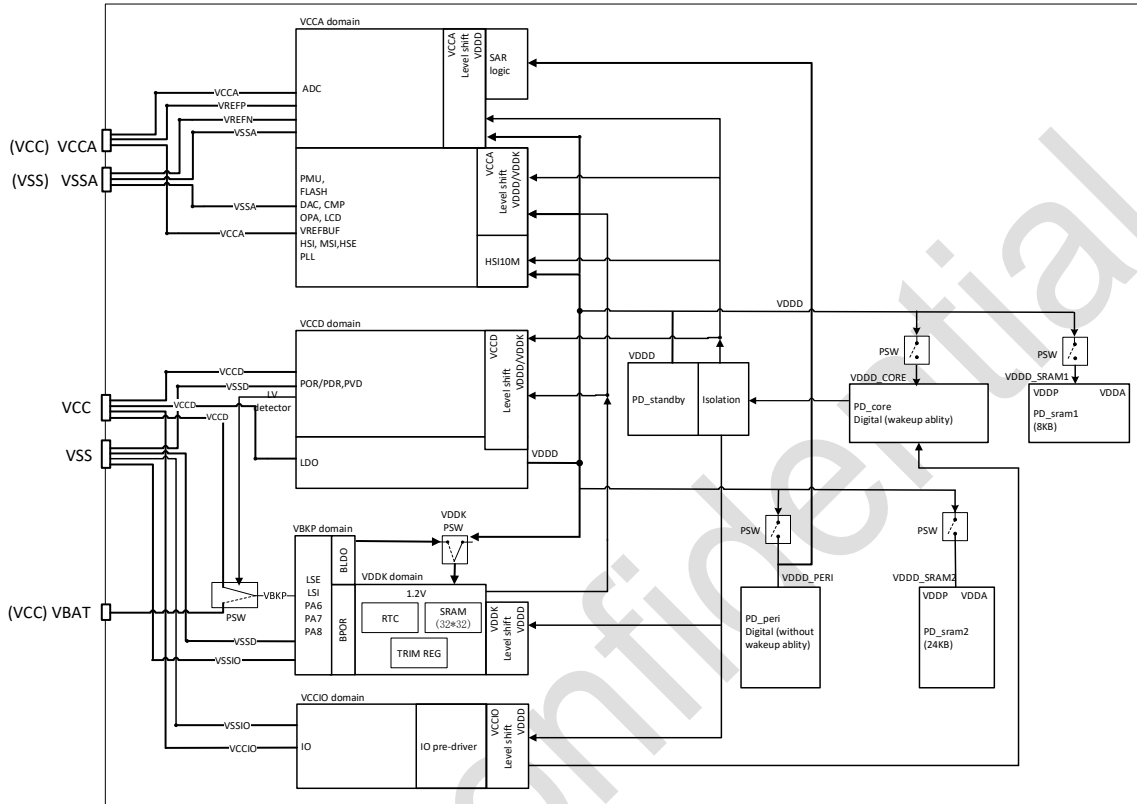 VCCA domain
VCCA
Level shift
VDDD
SAR
logic
ADC
VCCA
VREFP
VREFN
VSSA
(VCC) VCCA
(VSS) VSSA
VSSA
VCCA
PMU,
FLASH
DAC, CMP
OPA, LCD
VREFBUF
HSI, MSI,HSE
PLL
VCCA
Level shift
VDDD/VDDK
HSI10M
VDDD
VCCD domain
VCCD
Level shift
VDDD/VDDK
POR/PDR,PVD
VCCD
VSSD
VCCD
VCCD
LV
detector
VCC
VSS
LDO
VDDD
VDDD
PD_standby
Isolation
PSW
VDDD_CORE
PD_core
Digital (wakeup ablity)
PSW
VDDD_SRAM1
VDDP
VDDA
PD_sram1
(8KB)
VDDK
PSW
VBKP domain
BLDO
LSE
LSI
PA6
PA7
PA8
BPOR
VDDK domain
1.2V
RTC
SRAM
(32*32)
TRIM REG
VDDK
Level shift
VDDD
(VCC) VBAT
PSW
VBKP
VSSD
VSSIO
PSW
VDDD_PERI
PD_peri
Digital (without
wakeup ablity)
PSW
VDDD_SRAM2
VDDP
VDDA
PD_sram2
(24KB)
VCCIO domain
VSSIO
VCCIO
IO
IO pre-driver
VCCIO
Level shift
VDDD
Confidential